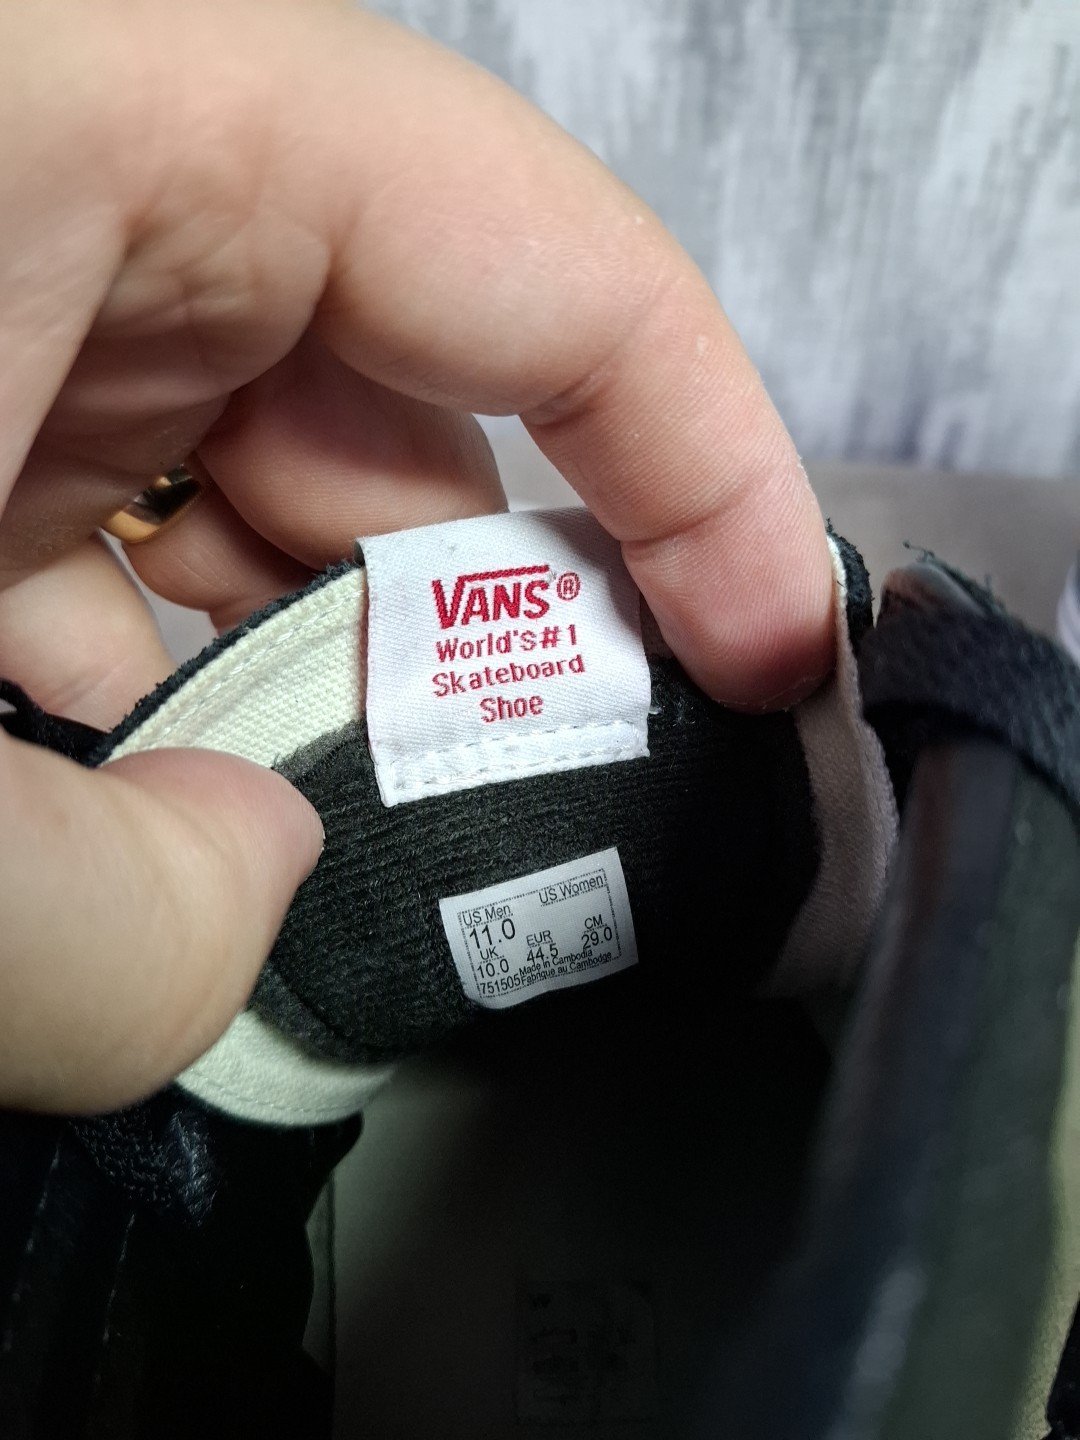 VANS®
World's #1
Skateboard
Shoe
US Men US Women
11.0
UK EUR CM
10.0 44.5 29.0
751505 Made in Cambodia
Fabrique au Cambodge